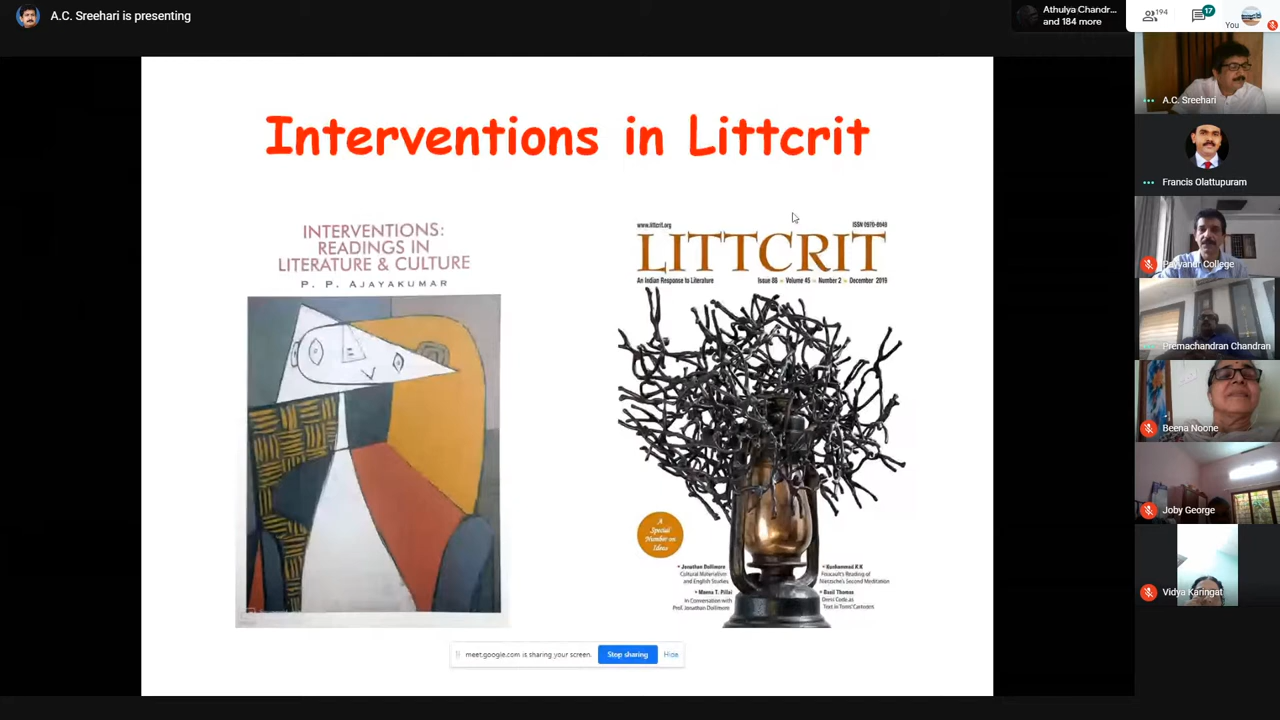 A.C. Sreehari is presenting
Athulya Chandr...
and 184 more
194
17
You
Interventions in Littcrit
INTERVENTIONS:
READINGS IN
LITERATURE & CULTURE
P. P. AJAYAKUMAR
www.littcrit.org ISSN 0970-8049
LITTCRIT
An Indian Response to Literature Issue 88 Volume 45 Number 2 December 2019
A
Special
Number on
Ideas
Jonathan Dollimore
Cultural Materialism
and English Studies
Meena T. Pillai
In Conversation with
Prof. Jonathan Dollimore
Kushammad K K
Foucault's Reading of
Nietzsche's Second Meditation
Basil Thomas
Dress Code as
Text in Toms' Cartoons
meet.google.com is sharing your screen. Stop sharing Hide
A.C. Sreehari
Francis Olattupuram
Payyanur College
Premachandran Chandran
Beena Noone
Joby George
Vidya Karingat